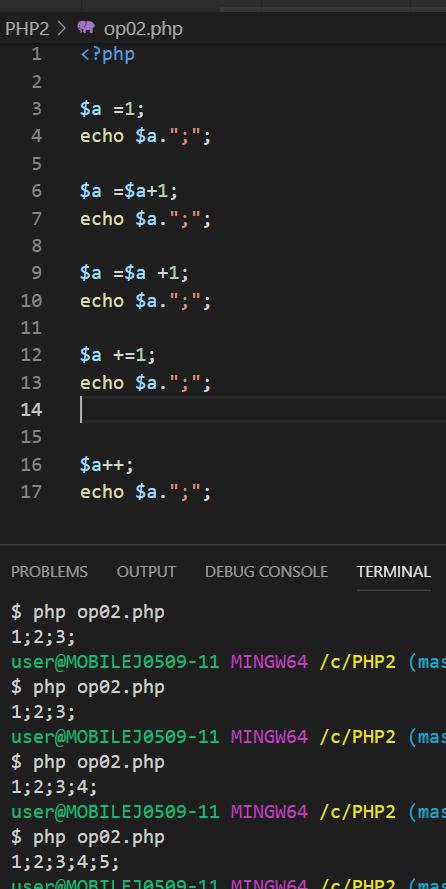 PHP2 > op02.php
1 <?php
2
3 $a =1;
4 echo $a.";";
5
6 $a =$a+1;
7 echo $a.";";
8
9 $a =$a +1;
10 echo $a.";";
11
12 $a +=1;
13 echo $a.";";
14
15
16 $a++;
17 echo $a.";";
PROBLEMS OUTPUT DEBUG CONSOLE TERMINAL
$ php op02.php
1;2;3;
user@MOBILEJ0509-11 MINGW64 /c/PHP2 (mas
$ php op02.php
1;2;3;
user@MOBILEJ0509-11 MINGW64 /c/PHP2 (mas
$ php op02.php
1;2;3;4;
user@MOBILEJ0509-11 MINGW64 /c/PHP2 (mas
$ php op02.php
1;2;3;4;5;
user@MOBILEJ0509-11 MINGW64 /c/PHP2 (mas